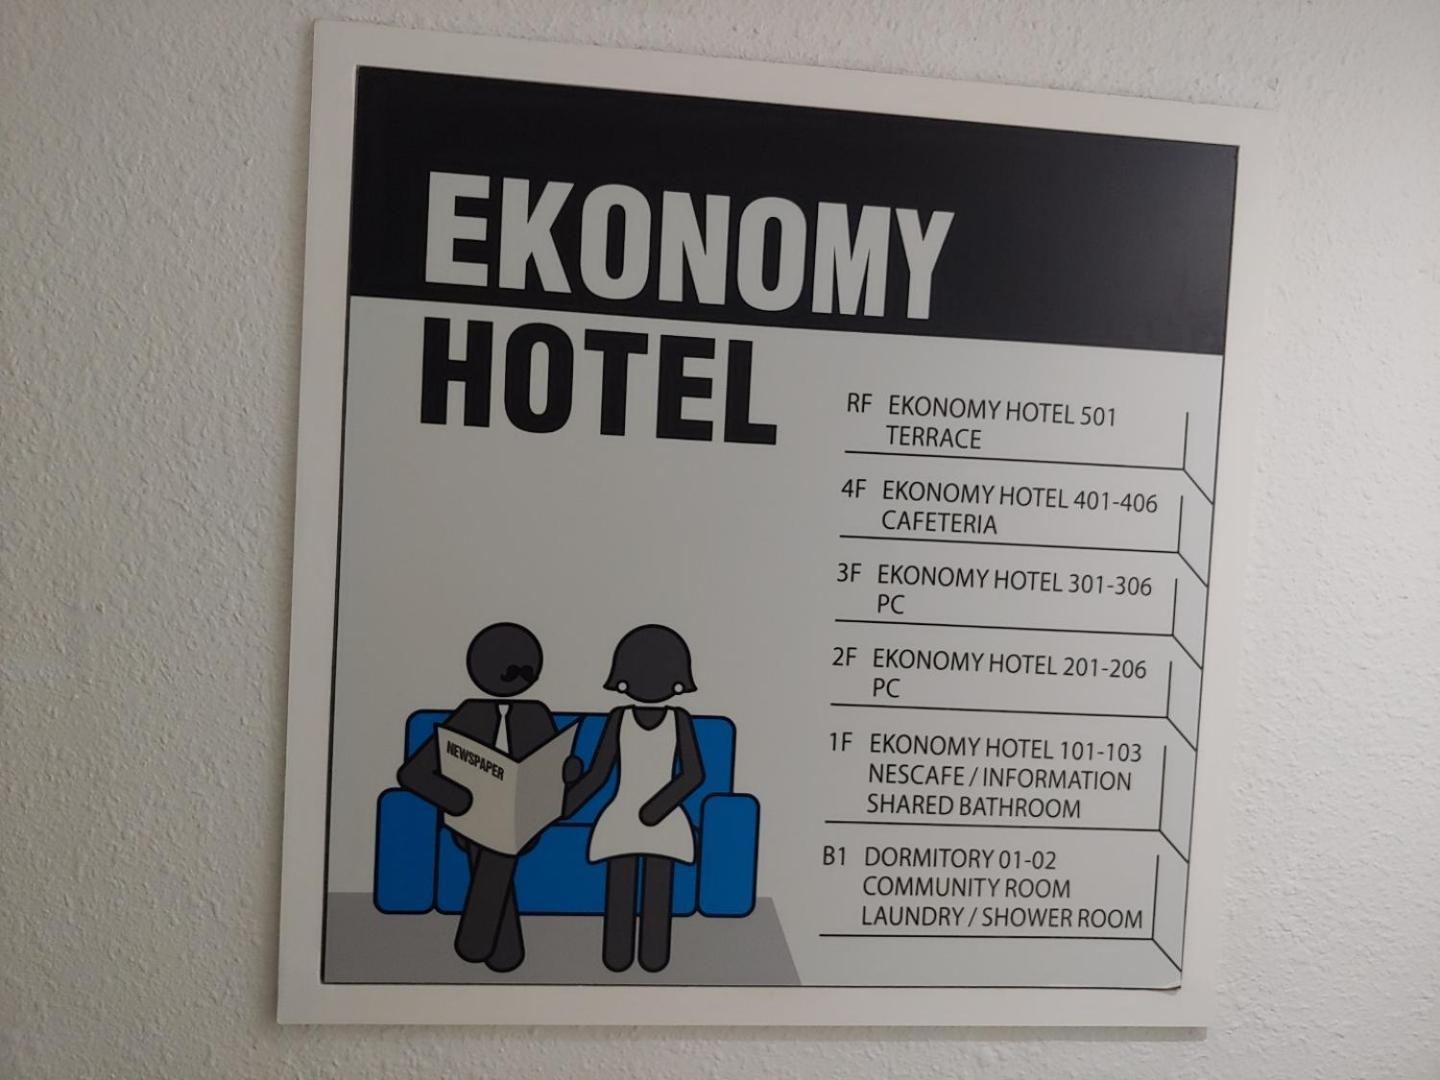 EKONOMY
HOTEL
RF EKONOMY HOTEL 501
TERRACE
4F EKONOMY HOTEL 401-406
CAFETERIA
3F EKONOMY HOTEL 301-306
PC
2F EKONOMY HOTEL 201-206
PC
1F EKONOMY HOTEL 101-103
NESCAFE / INFORMATION
SHARED BATHROOM
B1 DORMITORY 01-02
COMMUNITY ROOM
LAUNDRY / SHOWER ROOM
NEWSPAPER